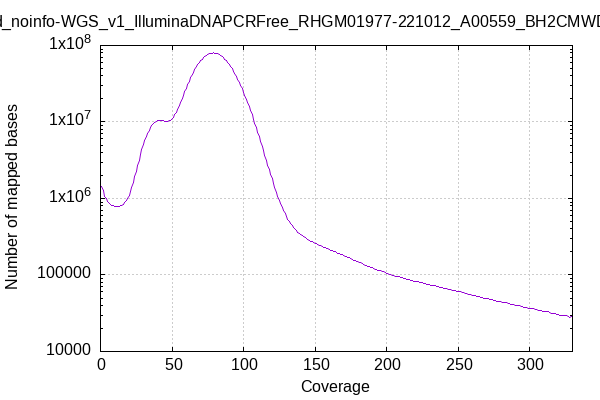 d_noinfo-WGS_v1_IlluminaDNAPCRFree_RHGM01977-221012_A00559_BH2CMWD
1x10^8
1x10^7
1x10^6
100000
10000
Number of mapped bases
0 50 100 150 200 250 300
Coverage